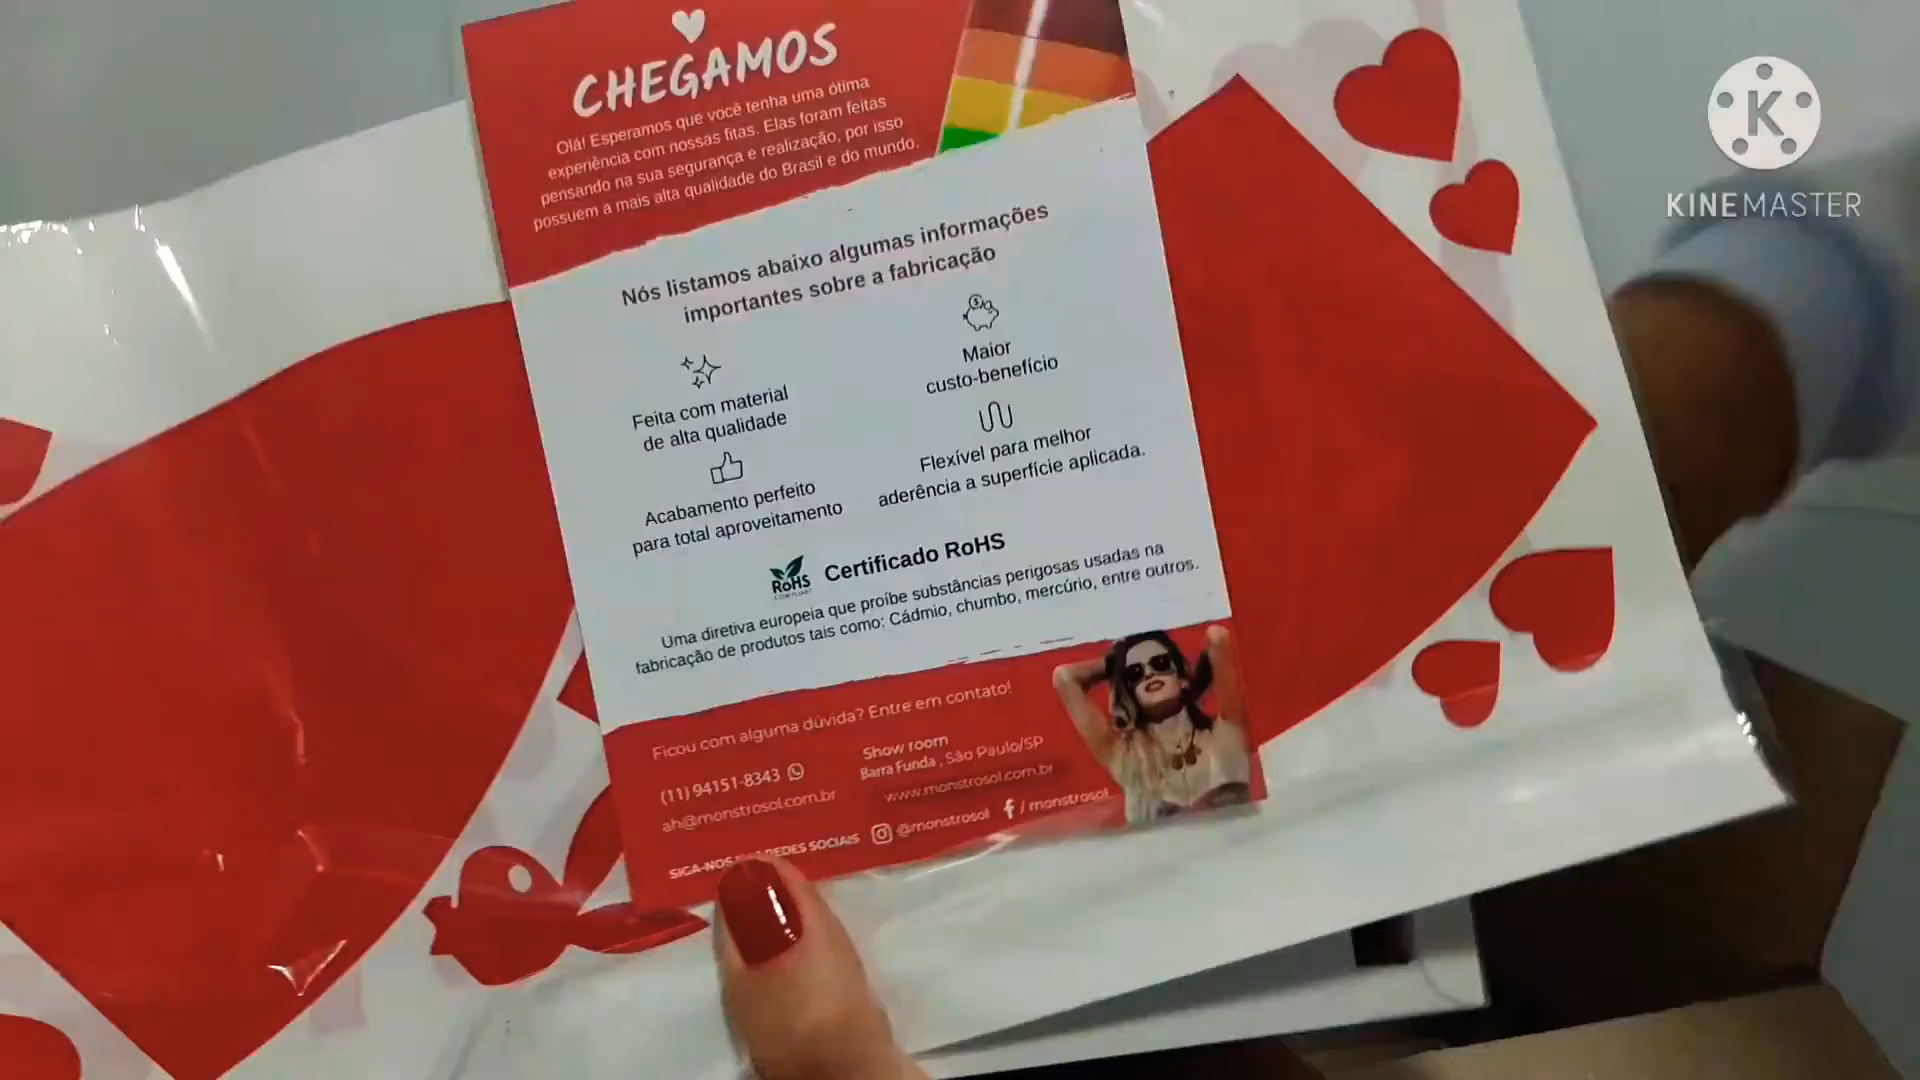 CHEGAMOS
Olá! Esperamos que você tenha uma ótima
experiência com nossas fitas. Elas foram feitas
pensando na sua segurança e realização, por isso
possuem a mais alta qualidade do Brasil e do mundo.
Nós listamos abaixo algumas informações
importantes sobre a fabricação
Feita com material
de alta qualidade
Maior
custo-benefício
Acabamento perfeito
para total aproveitamento
Flexível para melhor
aderência a superfície aplicada.
RoHS
COMPLIANT
Certificado RoHS
Uma diretiva europeia que proíbe substâncias perigosas usadas na
fabricação de produtos tais como: Cádmio, chumbo, mercúrio, entre outros.
Ficou com alguma dúvida? Entre em contato!
(11) 94151-8343
ah@monstrosol.com.br
Show room
Barra Funda , São Paulo/SP
www.monstrosol.com.br
SIGA-NOS REDES SOCIAIS
@monstrosol
/ monstrosol
K
KINEMASTER